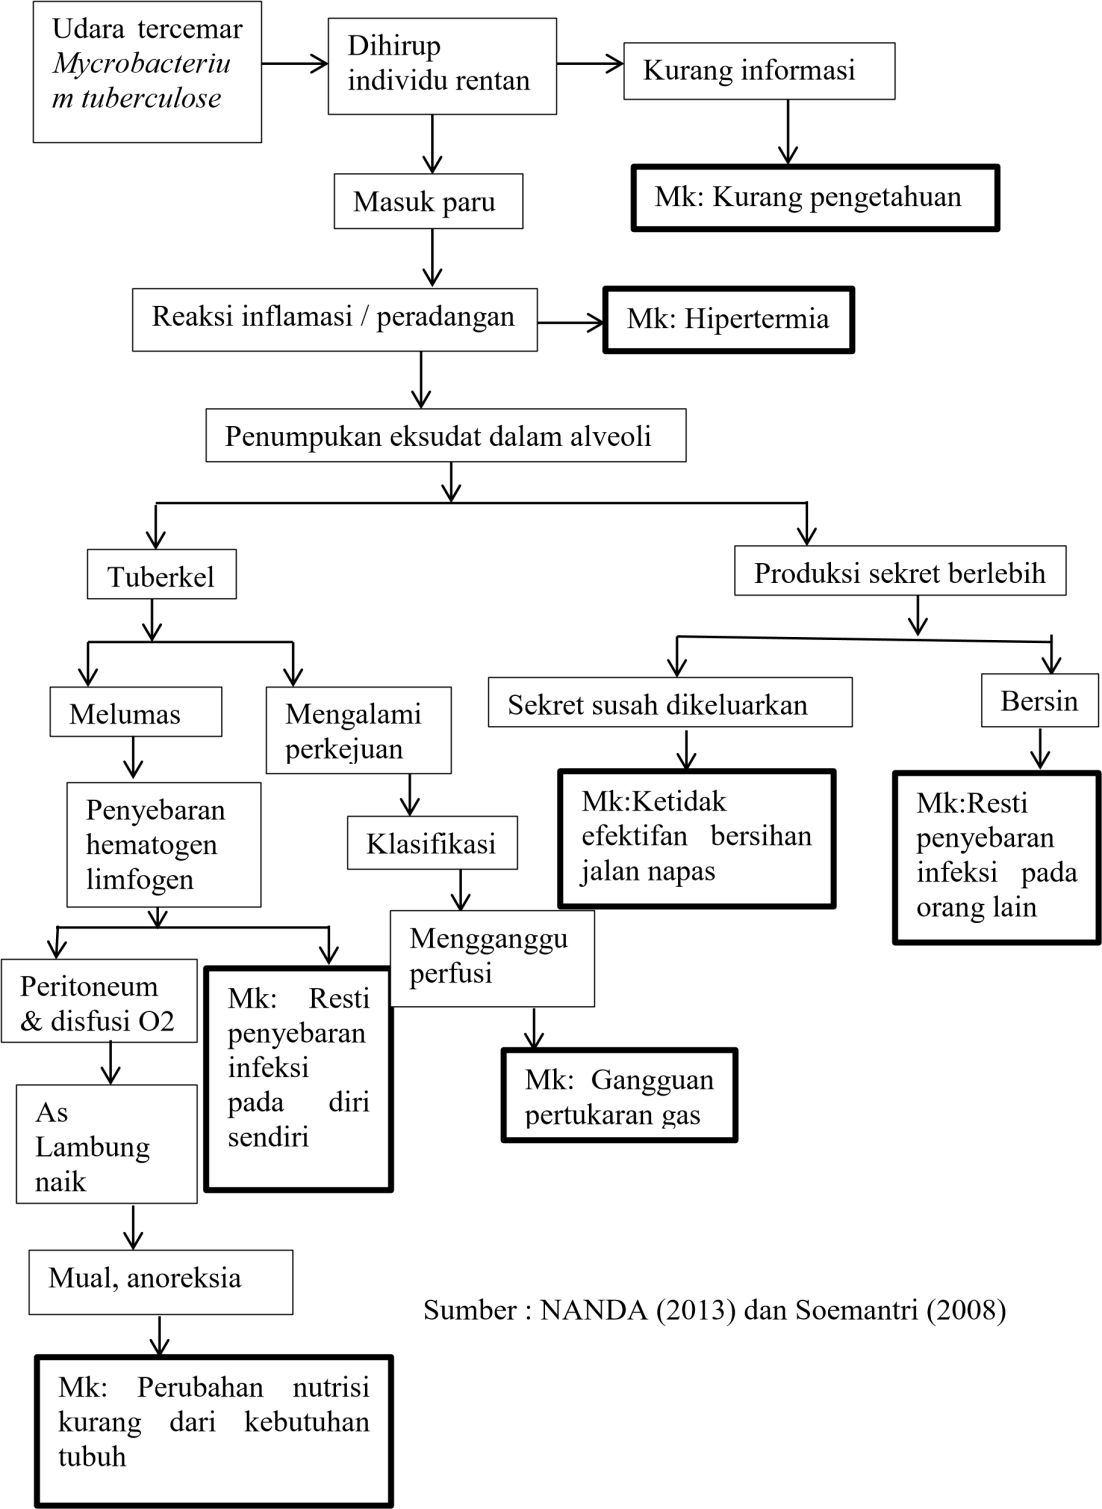 Udara tercemar
Mycrobacteriu
m tuberculose
Dihirup
individu rentan
Kurang informasi
Masuk paru
Mk: Kurang pengetahuan
Reaksi inflamasi / peradangan
Mk: Hipertermia
Penumpukan eksudat dalam alveoli
Tuberkel
Produksi sekret berlebih
Melumas
Mengalami
perkejuan
Sekret susah dikeluarkan
Bersin
Penyebaran
hematogen
limfogen
Klasifikasi
Mk:Ketidak
efektifan bersihan
jalan napas
Mk:Resti
penyebaran
infeksi pada
orang lain
Mengganggu
perfusi
Peritoneum
& disfusi O2
Mk: Resti
penyebaran
infeksi
pada diri
sendiri
Mk: Gangguan
pertukaran gas
As
Lambung
naik
Mual, anoreksia
Sumber : NANDA (2013) dan Soemantri (2008)
Mk: Perubahan nutrisi
kurang dari kebutuhan
tubuh